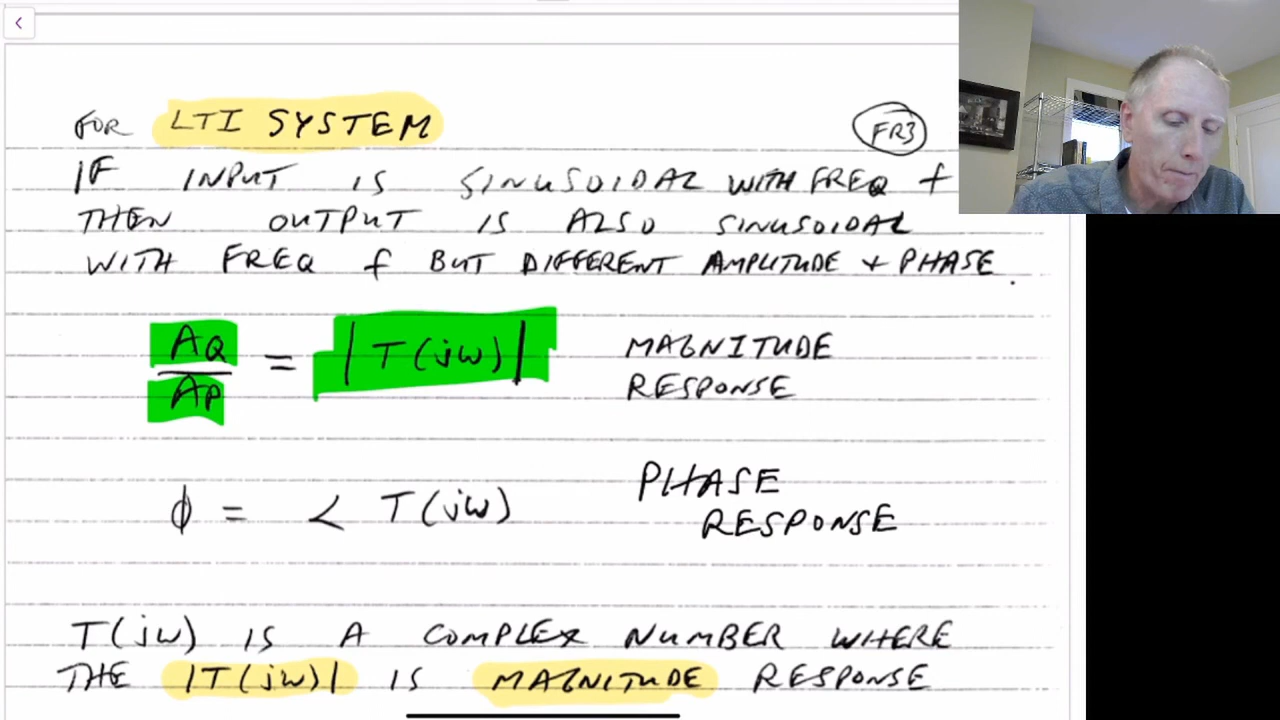 FOR LTI SYSTEM
FR3
IF INPUT IS SINUSOIDAL WITH FREQ f
THEN OUTPUT IS ALSO SINUSOIDAL
WITH FREQ f BUT DIFFERENT AMPLITUDE + PHASE.
AQ/AP = |T(jω)| MAGNITUDE
RESPONSE
ϕ = < T(jω) PHASE
RESPONSE
T(jω) IS A COMPLEX NUMBER WHERE
THE |T(jω)| IS MAGNITUDE RESPONSE